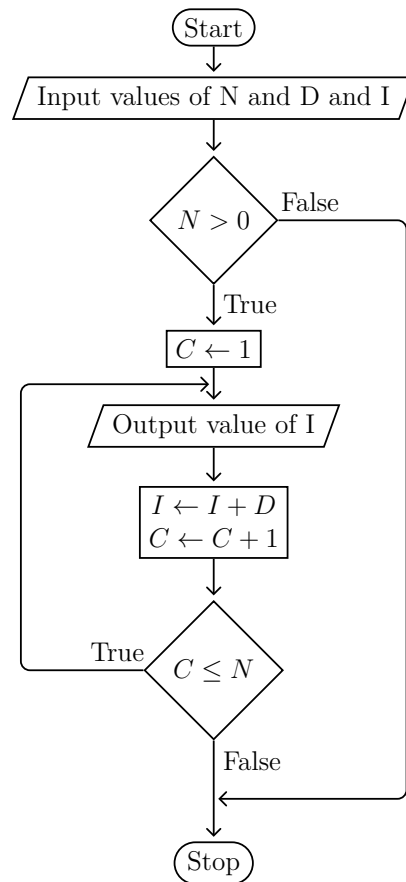 Start
Input values of N and D and I
N > 0
False
True
C ← 1
Output value of I
I ← I + D
C ← C + 1
True
C ≤ N
False
Stop